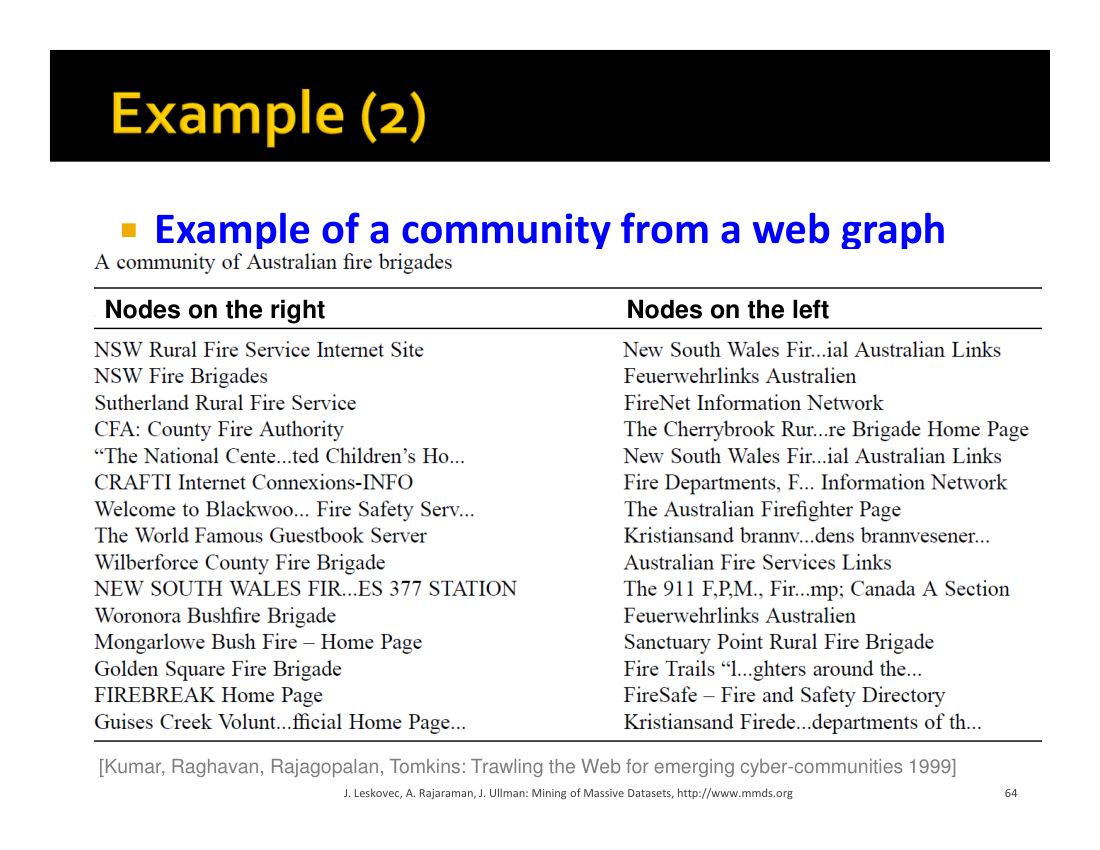 Example (2)
Example of a community from a web graph
A community of Australian fire brigades
Nodes on the right Nodes on the left
NSW Rural Fire Service Internet Site New South Wales Fir...ial Australian Links
NSW Fire Brigades Feuerwehrlinks Australien
Sutherland Rural Fire Service FireNet Information Network
CFA: County Fire Authority The Cherrybrook Rur...re Brigade Home Page
“The National Cente...ted Children’s Ho... New South Wales Fir...ial Australian Links
CRAFTI Internet Connexions-INFO Fire Departments, F... Information Network
Welcome to Blackwoo... Fire Safety Serv... The Australian Firefighter Page
The World Famous Guestbook Server Kristiansand brannv...dens brannvesener...
Wilberforce County Fire Brigade Australian Fire Services Links
NEW SOUTH WALES FIR...ES 377 STATION The 911 F,P,M., Fir...mp; Canada A Section
Woronora Bushfire Brigade Feuerwehrlinks Australien
Mongarlowe Bush Fire – Home Page Sanctuary Point Rural Fire Brigade
Golden Square Fire Brigade Fire Trails “l...ghters around the...
FIREBREAK Home Page FireSafe – Fire and Safety Directory
Guises Creek Volunt...fficial Home Page... Kristiansand Firede...departments of th...
[Kumar, Raghavan, Rajagopalan, Tomkins: Trawling the Web for emerging cyber-communities 1999]
J. Leskovec, A. Rajaraman, J. Ullman: Mining of Massive Datasets, http://www.mmds.org 64